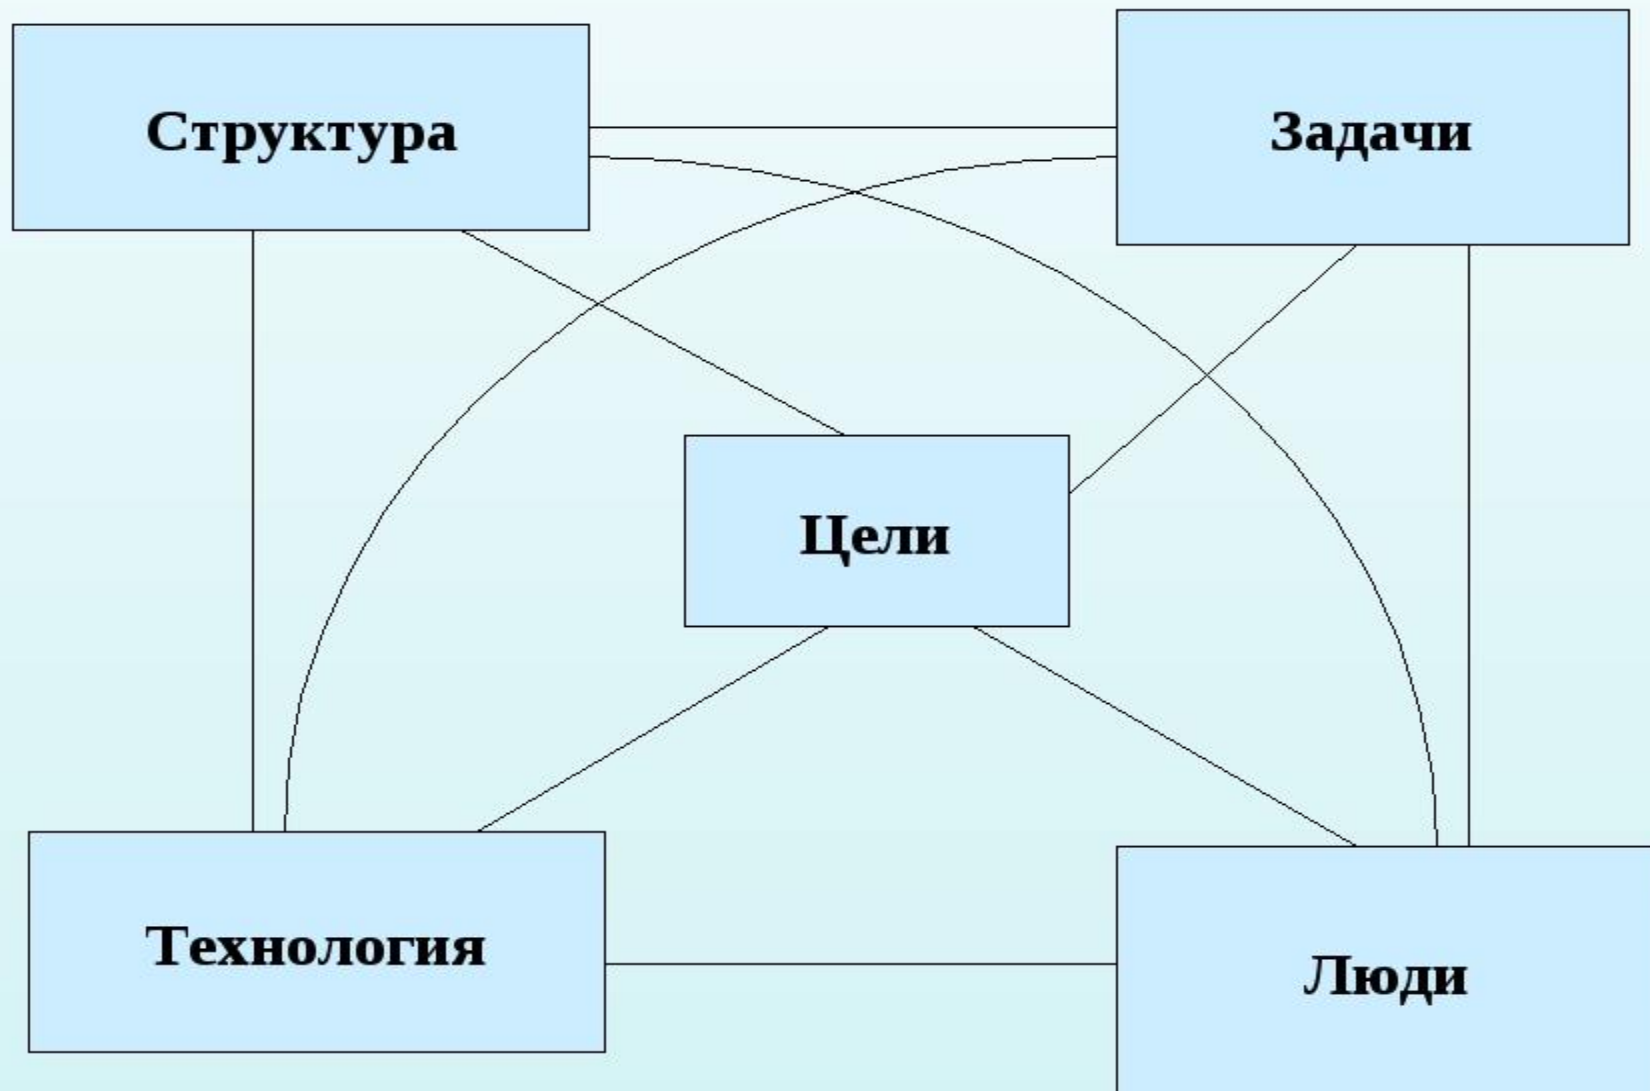 Структура
Задачи
Цели
Технология
Люди